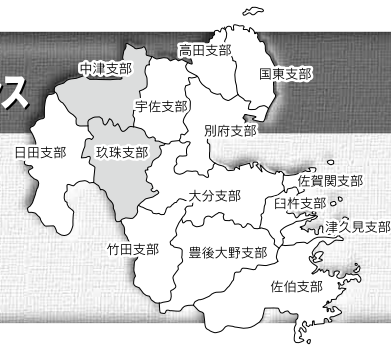 ンス
高田支部
中津支部
国東支部
宇佐支部
別府支部
日田支部
玖珠支部
佐賀関支部
大分支部
臼杵支部
津久見支部
竹田支部
豊後大野支部
佐伯支部